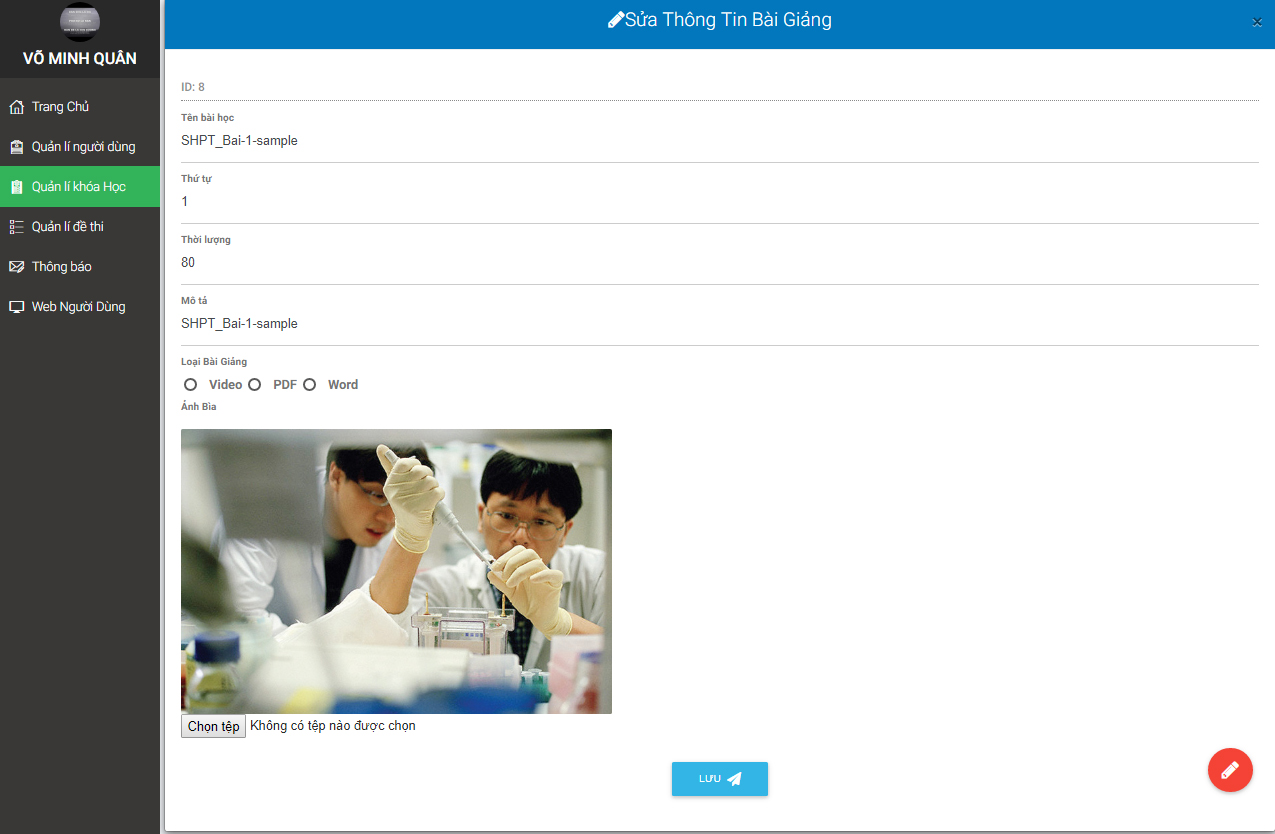 VÕ MINH QUÂN
Trang Chủ
Quản lí người dùng
Quản lí khóa Học
Quản lí đề thi
Thông báo
Web Người Dùng
Sửa Thông Tin Bài Giảng
×
ID: 8
Tên bài học
SHPT_Bai-1-sample
Thứ tự
1
Thời lượng
80
Mô tả
SHPT_Bai-1-sample
Loại Bài Giảng
Video PDF Word
Ảnh Bìa
Chọn tệp Không có tệp nào được chọn
LƯU